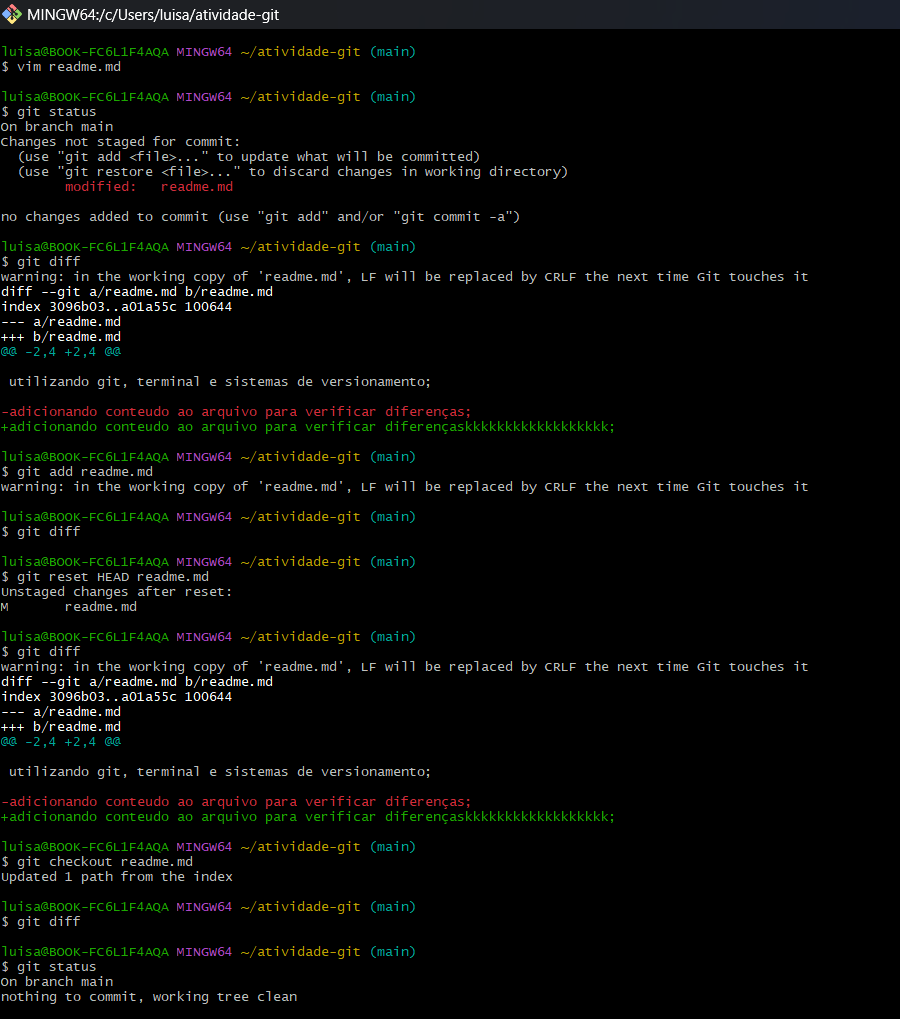 MINGW64:/c/Users/luisa/atividade-git
luisa@BOOK-FC6L1F4AQA MINGW64 ~/atividade-git (main)
$ vim readme.md
luisa@BOOK-FC6L1F4AQA MINGW64 ~/atividade-git (main)
$ git status
On branch main
Changes not staged for commit:
  (use "git add <file>..." to update what will be committed)
  (use "git restore <file>..." to discard changes in working directory)
        modified:   readme.md
no changes added to commit (use "git add" and/or "git commit -a")
luisa@BOOK-FC6L1F4AQA MINGW64 ~/atividade-git (main)
$ git diff
warning: in the working copy of 'readme.md', LF will be replaced by CRLF the next time Git touches it
diff --git a/readme.md b/readme.md
index 3096b03..a01a55c 100644
--- a/readme.md
+++ b/readme.md
@@ -2,4 +2,4 @@
 utilizando git, terminal e sistemas de versionamento;
-adicionando conteudo ao arquivo para verificar diferenças;
+adicionando conteudo ao arquivo para verificar diferençaskkkkkkkkkkkkkkkkkk;
luisa@BOOK-FC6L1F4AQA MINGW64 ~/atividade-git (main)
$ git add readme.md
warning: in the working copy of 'readme.md', LF will be replaced by CRLF the next time Git touches it
luisa@BOOK-FC6L1F4AQA MINGW64 ~/atividade-git (main)
$ git diff
luisa@BOOK-FC6L1F4AQA MINGW64 ~/atividade-git (main)
$ git reset HEAD readme.md
Unstaged changes after reset:
M       readme.md
luisa@BOOK-FC6L1F4AQA MINGW64 ~/atividade-git (main)
$ git diff
warning: in the working copy of 'readme.md', LF will be replaced by CRLF the next time Git touches it
diff --git a/readme.md b/readme.md
index 3096b03..a01a55c 100644
--- a/readme.md
+++ b/readme.md
@@ -2,4 +2,4 @@
 utilizando git, terminal e sistemas de versionamento;
-adicionando conteudo ao arquivo para verificar diferenças;
+adicionando conteudo ao arquivo para verificar diferençaskkkkkkkkkkkkkkkkkk;
luisa@BOOK-FC6L1F4AQA MINGW64 ~/atividade-git (main)
$ git checkout readme.md
Updated 1 path from the index
luisa@BOOK-FC6L1F4AQA MINGW64 ~/atividade-git (main)
$ git diff
luisa@BOOK-FC6L1F4AQA MINGW64 ~/atividade-git (main)
$ git status
On branch main
nothing to commit, working tree clean